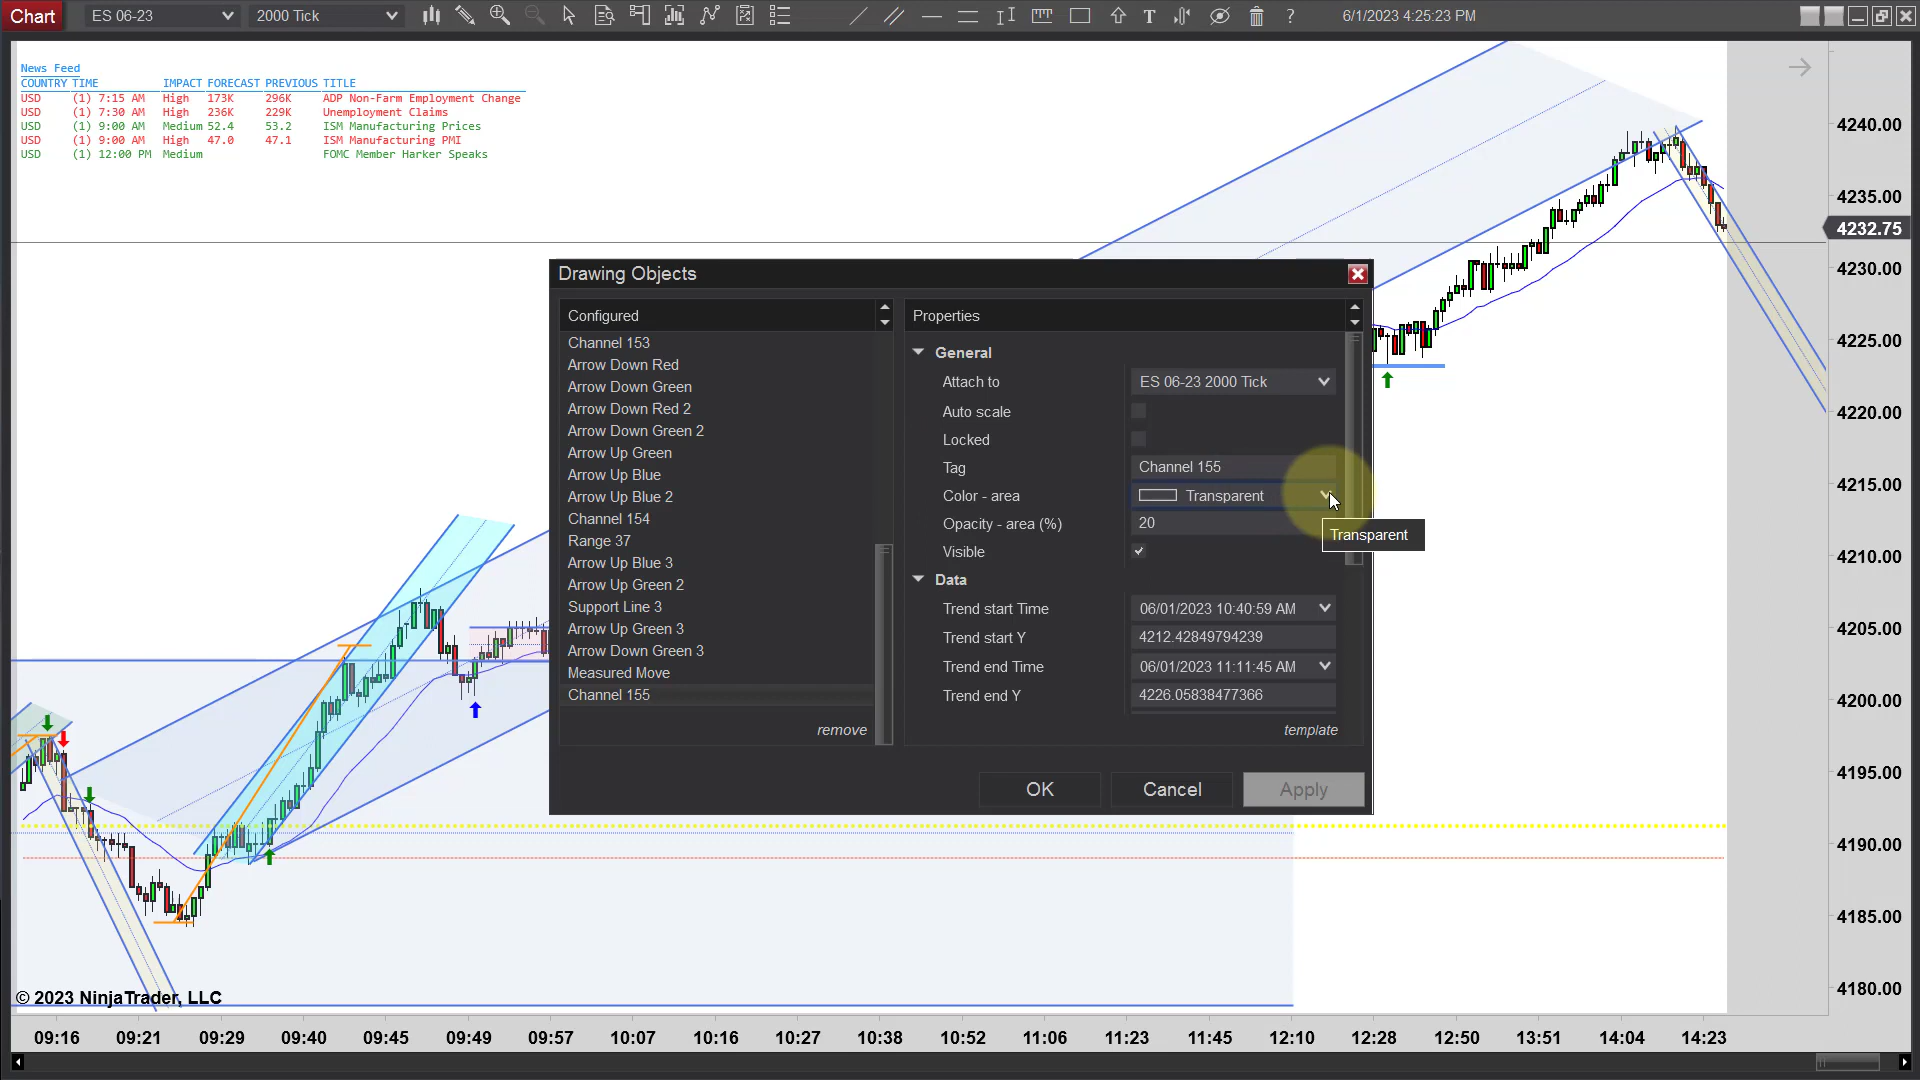 Chart ES 06-23 2000 Tick 6/1/2023 4:25:23 PM
News Feed
COUNTRY TIME IMPACT FORECAST PREVIOUS TITLE
USD (1) 7:15 AM High 173K 296K ADP Non-Farm Employment Change
USD (1) 7:30 AM High 236K 229K Unemployment Claims
USD (1) 9:00 AM Medium 52.4 53.2 ISM Manufacturing Prices
USD (1) 9:00 AM High 47.0 47.1 ISM Manufacturing PMI
USD (1) 12:00 PM Medium FOMC Member Harker Speaks
4240.00
4235.00
4232.75
4230.00
4225.00
4220.00
4215.00
4210.00
4205.00
4200.00
4195.00
4190.00
4185.00
4180.00
Drawing Objects
Configured
Channel 153
Arrow Down Red
Arrow Down Green
Arrow Down Red 2
Arrow Down Green 2
Arrow Up Green
Arrow Up Blue
Arrow Up Blue 2
Channel 154
Range 37
Arrow Up Blue 3
Arrow Up Green 2
Support Line 3
Arrow Up Green 3
Arrow Down Green 3
Measured Move
Channel 155
remove
Properties
General
Attach to ES 06-23 2000 Tick
Auto scale
Locked
Tag Channel 155
Color - area Transparent
Opacity - area (%) 20
Transparent
Visible
Data
Trend start Time 06/01/2023 10:40:59 AM
Trend start Y 4212.42849794239
Trend end Time 06/01/2023 11:11:45 AM
Trend end Y 4226.05838477366
template
OK Cancel Apply
© 2023 NinjaTrader, LLC
09:16 09:21 09:29 09:40 09:45 09:49 09:57 10:07 10:16 10:27 10:38 10:52 11:06 11:23 11:45 12:10 12:28 12:50 13:51 14:04 14:23